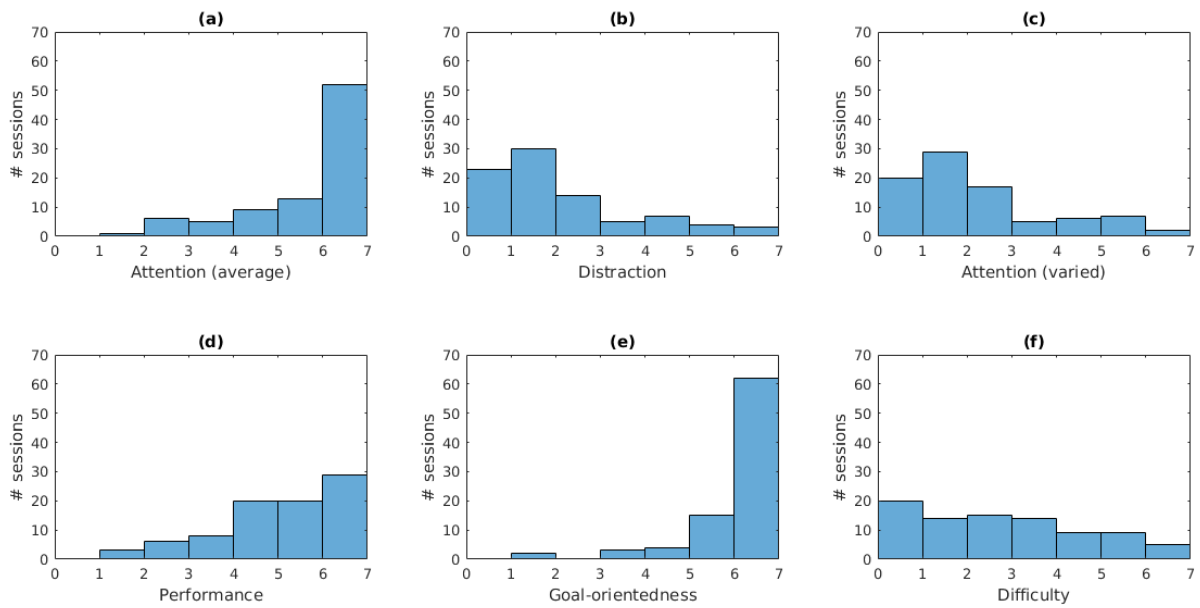 (a)
70
60
50
40
30
20
10
0
# sessions
0 1 2 3 4 5 6 7
Attention (average)
(b)
70
60
50
40
30
20
10
0
# sessions
0 1 2 3 4 5 6 7
Distraction
(c)
70
60
50
40
30
20
10
0
# sessions
0 1 2 3 4 5 6 7
Attention (varied)
(d)
70
60
50
40
30
20
10
0
# sessions
0 1 2 3 4 5 6 7
Performance
(e)
70
60
50
40
30
20
10
0
# sessions
0 1 2 3 4 5 6 7
Goal-orientedness
(f)
70
60
50
40
30
20
10
0
# sessions
0 1 2 3 4 5 6 7
Difficulty